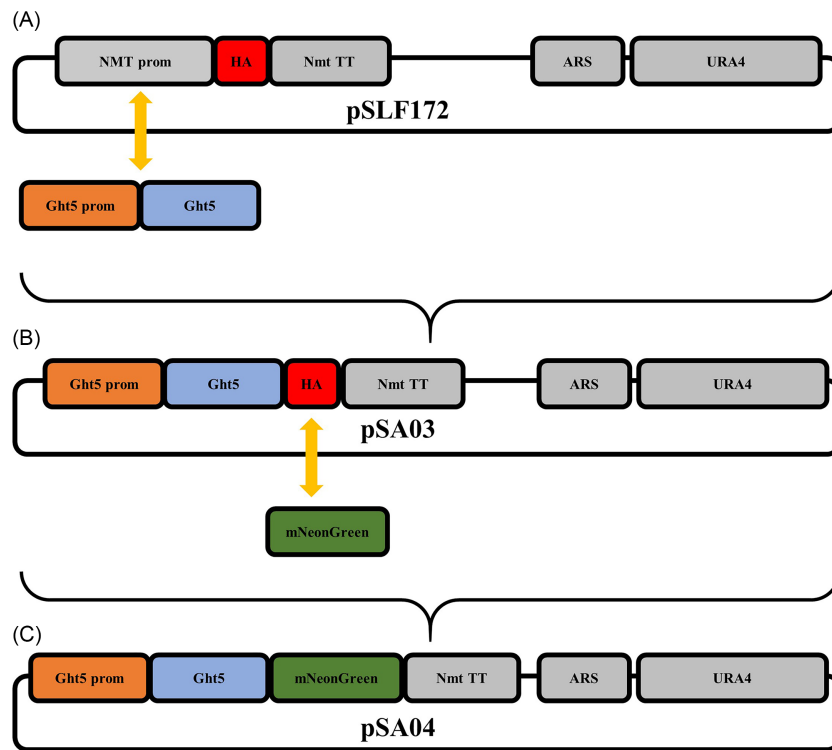 (A)
NMT prom HA Nmt TT ARS URA4
pSLF172
Ght5 prom Ght5
(B)
Ght5 prom Ght5 HA Nmt TT ARS URA4
pSA03
mNeonGreen
(C)
Ght5 prom Ght5 mNeonGreen Nmt TT ARS URA4
pSA04